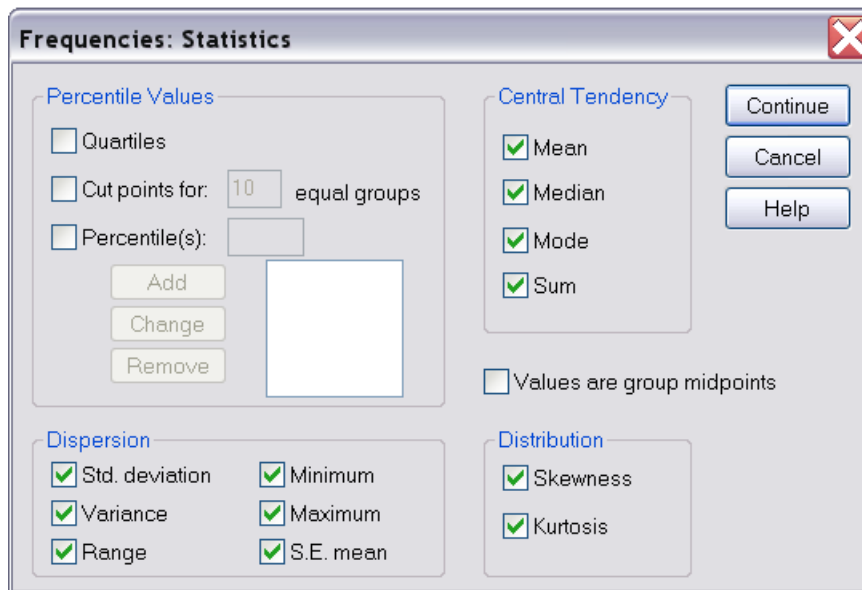 Frequencies: Statistics
Percentile Values
Quartiles
Cut points for: 10 equal groups
Percentile(s):
Add
Change
Remove
Central Tendency
Mean
Median
Mode
Sum
Continue
Cancel
Help
Values are group midpoints
Dispersion
Std. deviation Minimum
Variance Maximum
Range S.E. mean
Distribution
Skewness
Kurtosis